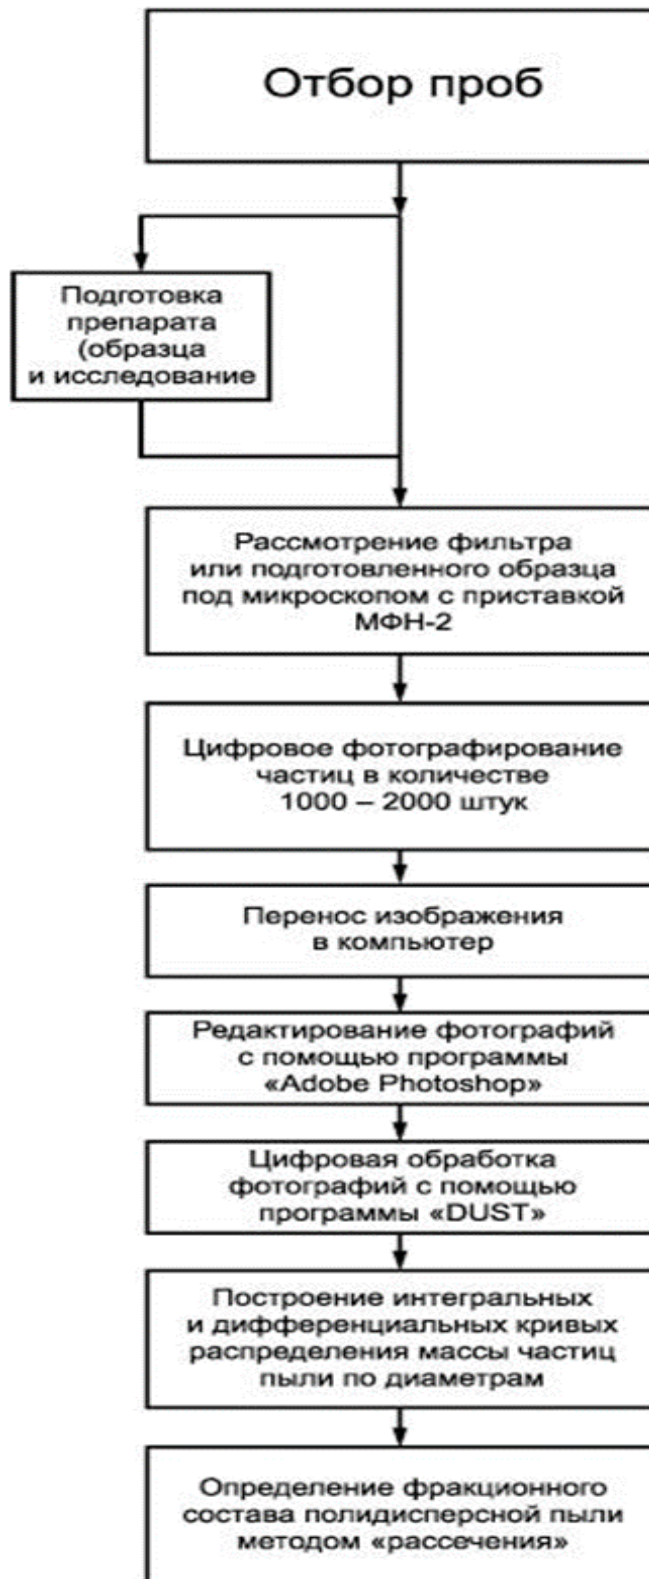 Отбор проб
Подготовка
препарата
(образца
и исследование
Рассмотрение фильтра
или подготовленного образца
под микроскопом с приставкой
МФН-2
Цифровое фотографирование
частиц в количестве
1000 – 2000 штук
Перенос изображения
в компьютер
Редактирование фотографий
с помощью программы
«Adobe Photoshop»
Цифровая обработка
фотографий с помощью
программы «DUST»
Построение интегральных
и дифференциальных кривых
распределения массы частиц
пыли по диаметрам
Определение фракционного
состава полидисперсной пыли
методом «рассечения»